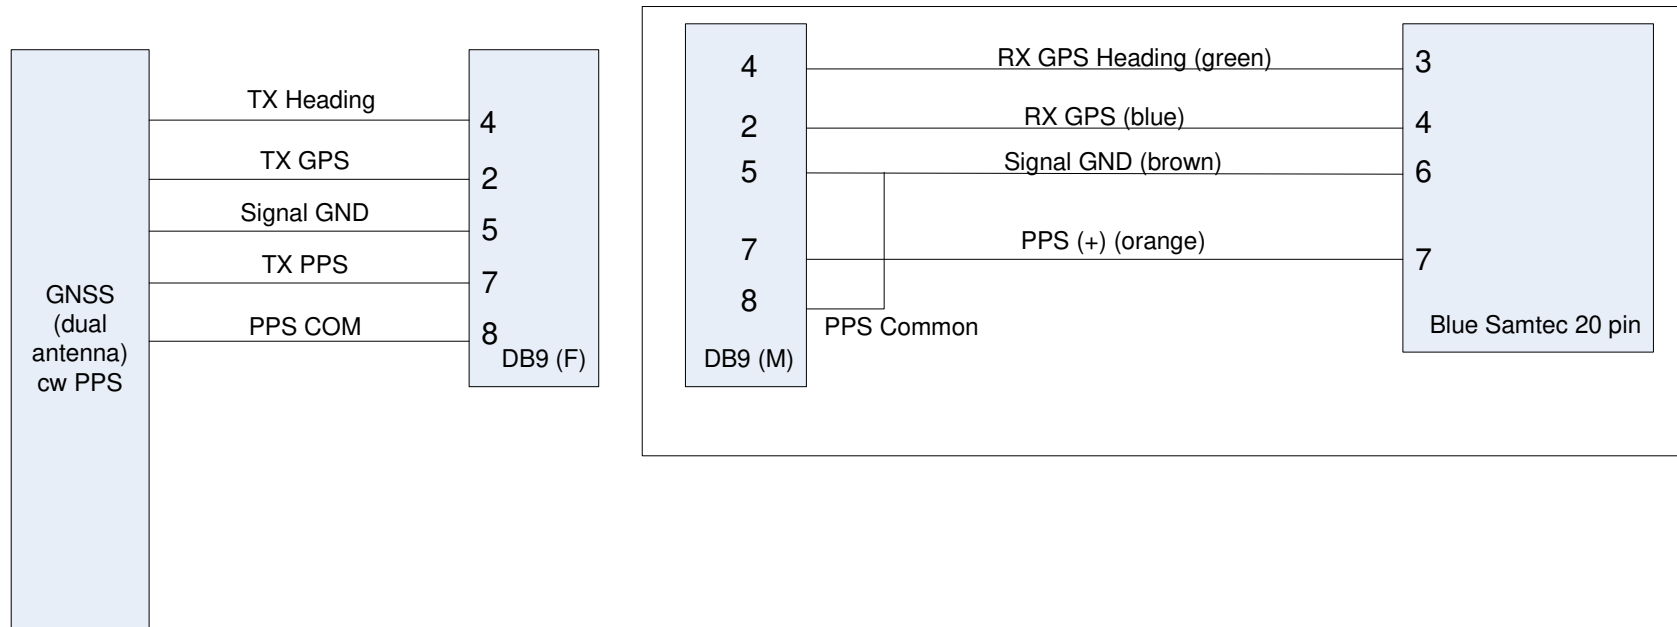 GNSS
(dual
antenna)
cw PPS
TX Heading
TX GPS
Signal GND
TX PPS
PPS COM
4
2
5
7
8
DB9 (F)
4
2
5
7
8
DB9 (M)
RX GPS Heading (green)
RX GPS (blue)
Signal GND (brown)
PPS (+) (orange)
PPS Common
3
4
6
7
Blue Samtec 20 pin